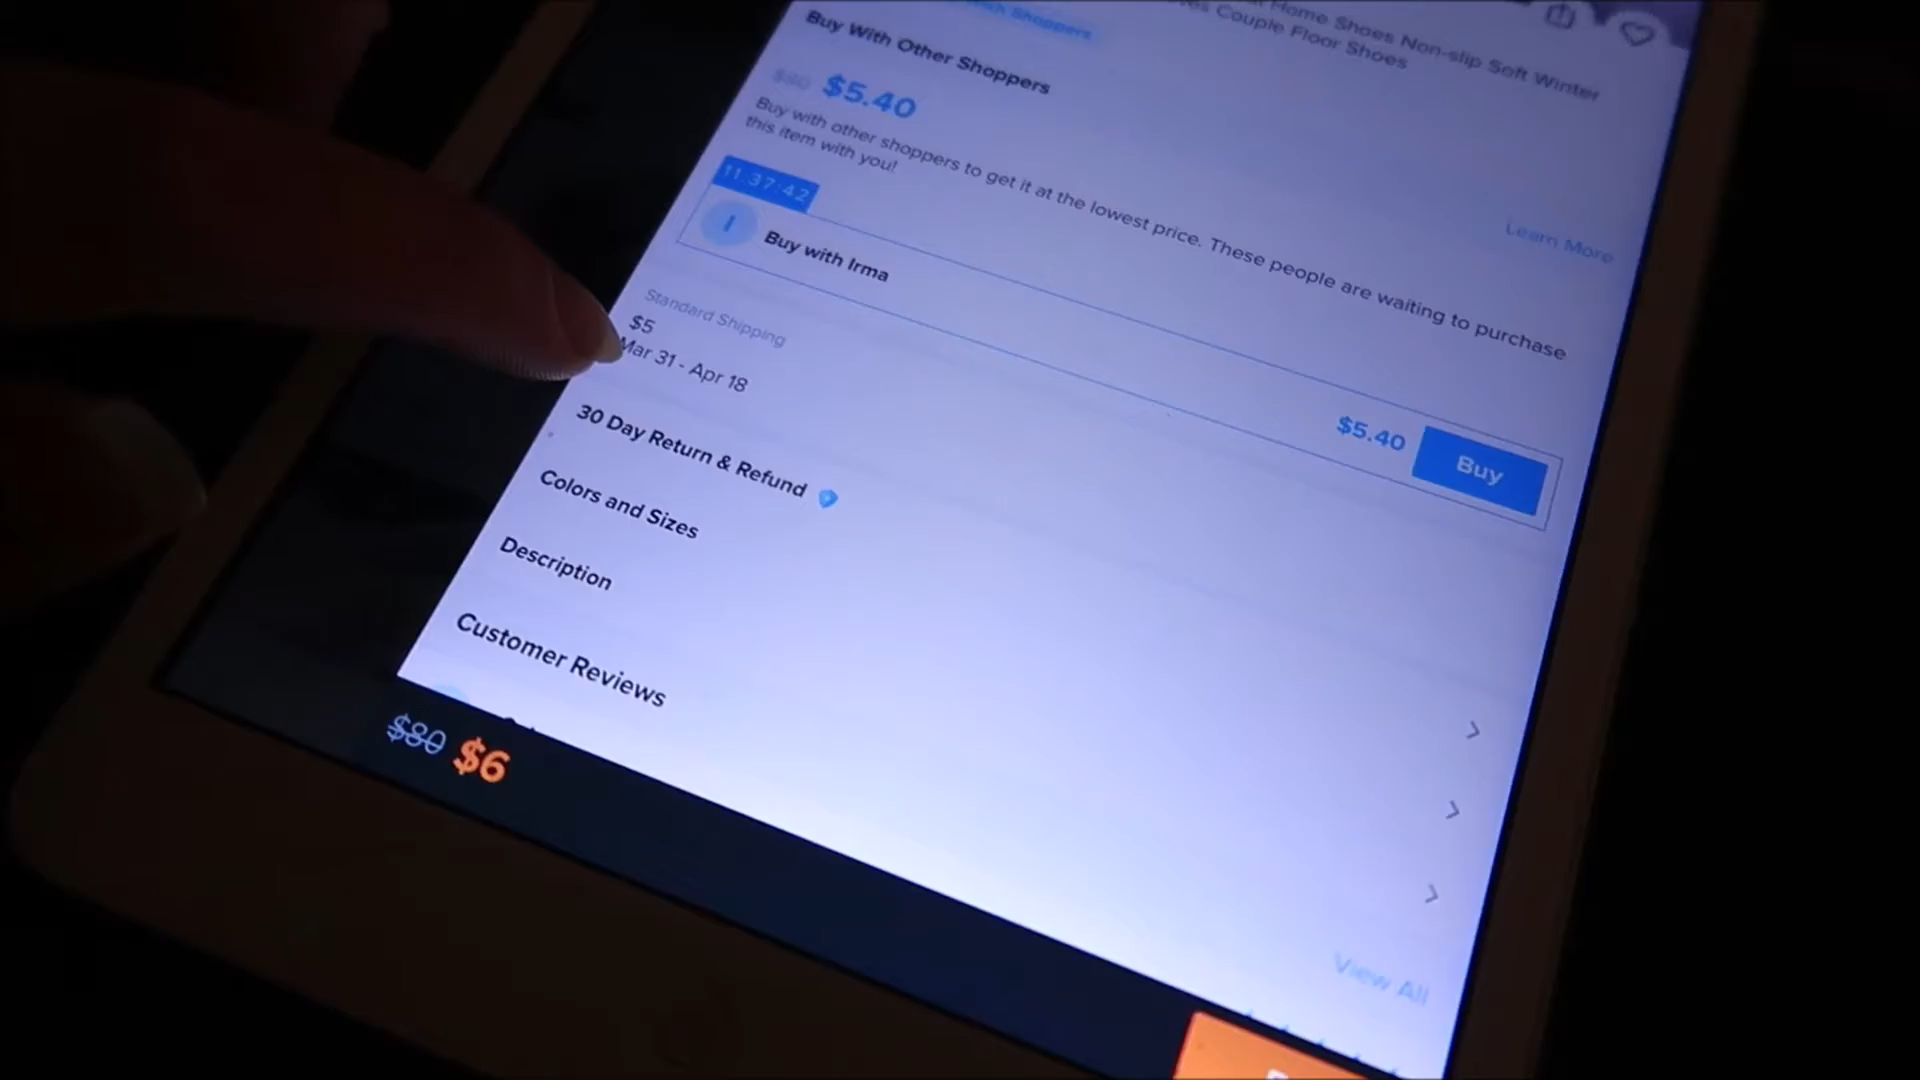 Home Shoes Non-slip Soft Winter
Couple Floor Shoes
Shoppers
Buy With Other Shoppers
$80 $5.40
Buy with other shoppers to get it at the lowest price. These people are waiting to purchase
this item with you!
Learn More
11:37:42
I
Buy with Irma
$5.40
Buy
Standard Shipping
$5
Mar 31 - Apr 18
30 Day Return & Refund
Colors and Sizes
Description
Customer Reviews
View All
$80 $6